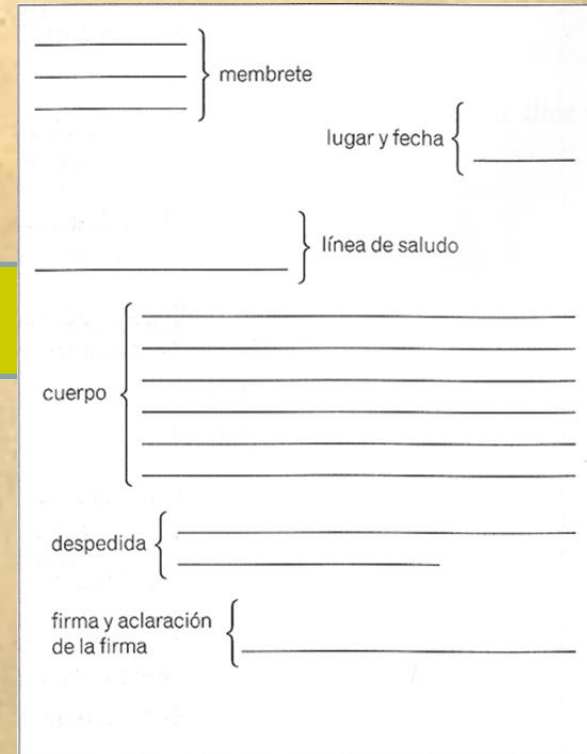 membrete
lugar y fecha
línea de saludo
cuerpo
despedida
firma y aclaración
de la firma